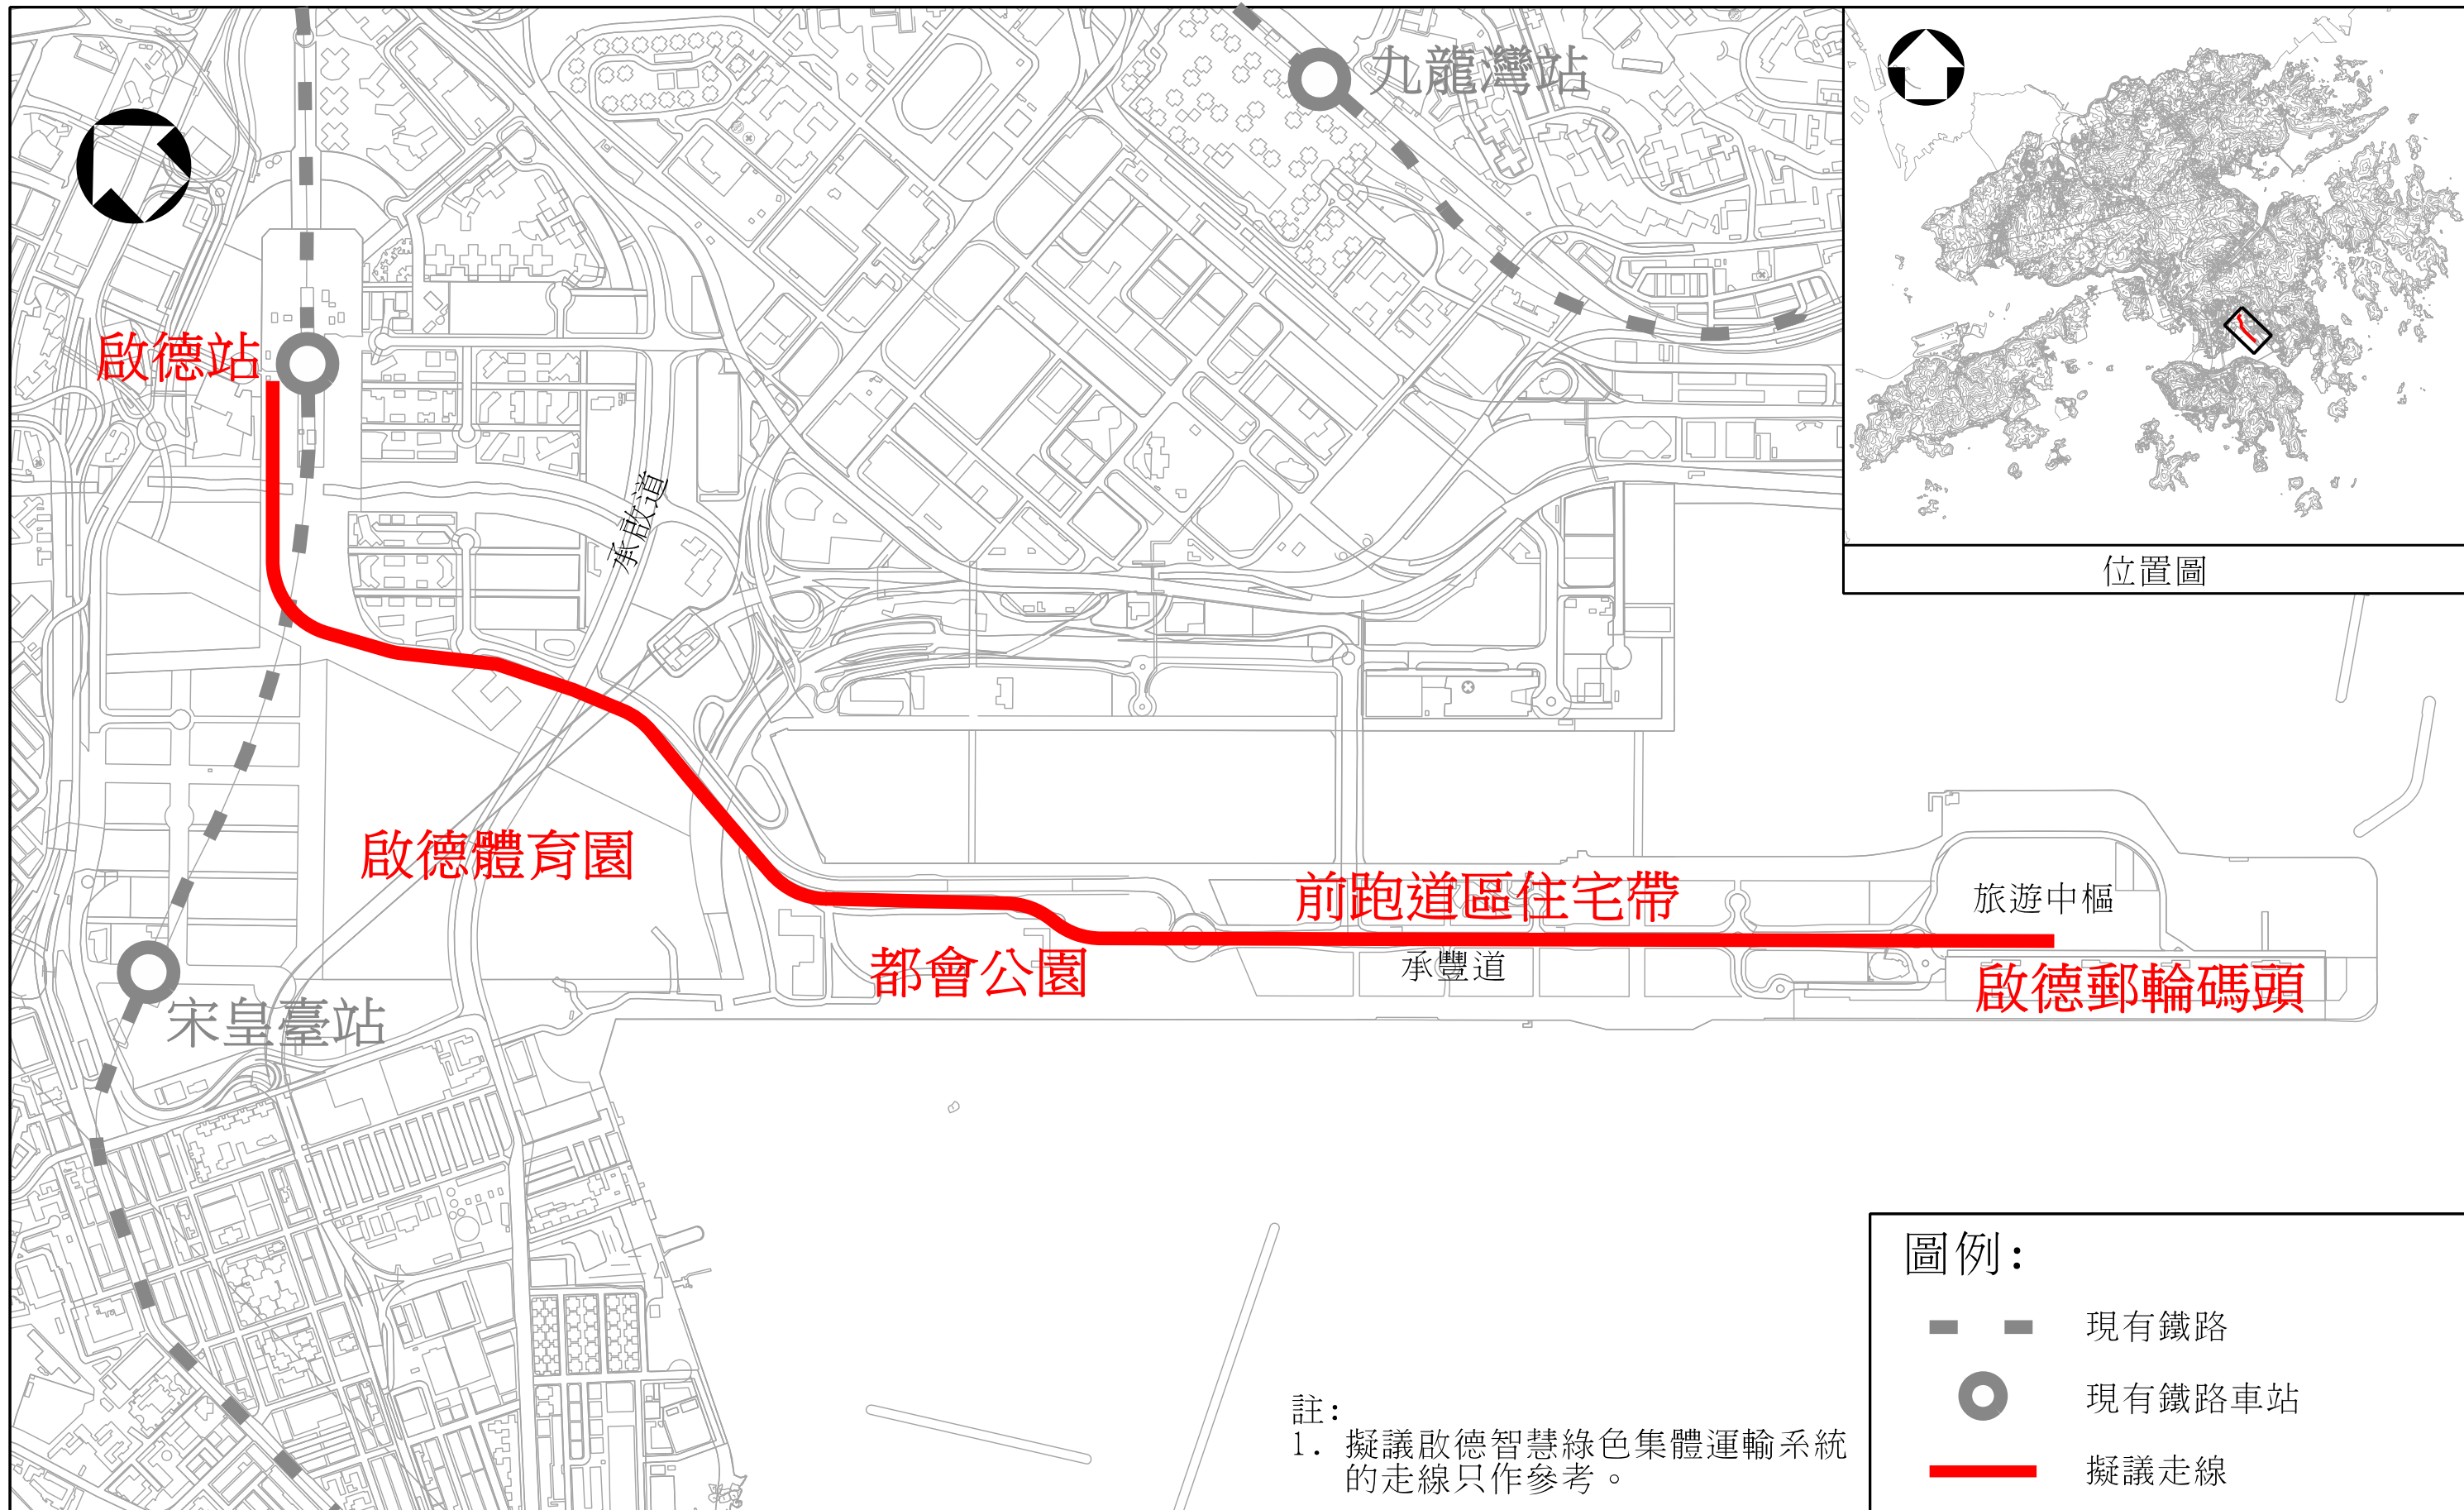 九龍灣站
啟德站
承啟道
位置圖
啟德體育園
前跑道區住宅帶
旅遊中樞
都會公園
承豐道
啟德郵輪碼頭
宋皇臺站
圖例:
現有鐵路
現有鐵路車站
擬議走線
註:
1. 擬議啟德智慧綠色集體運輸系統
的走線只作參考。